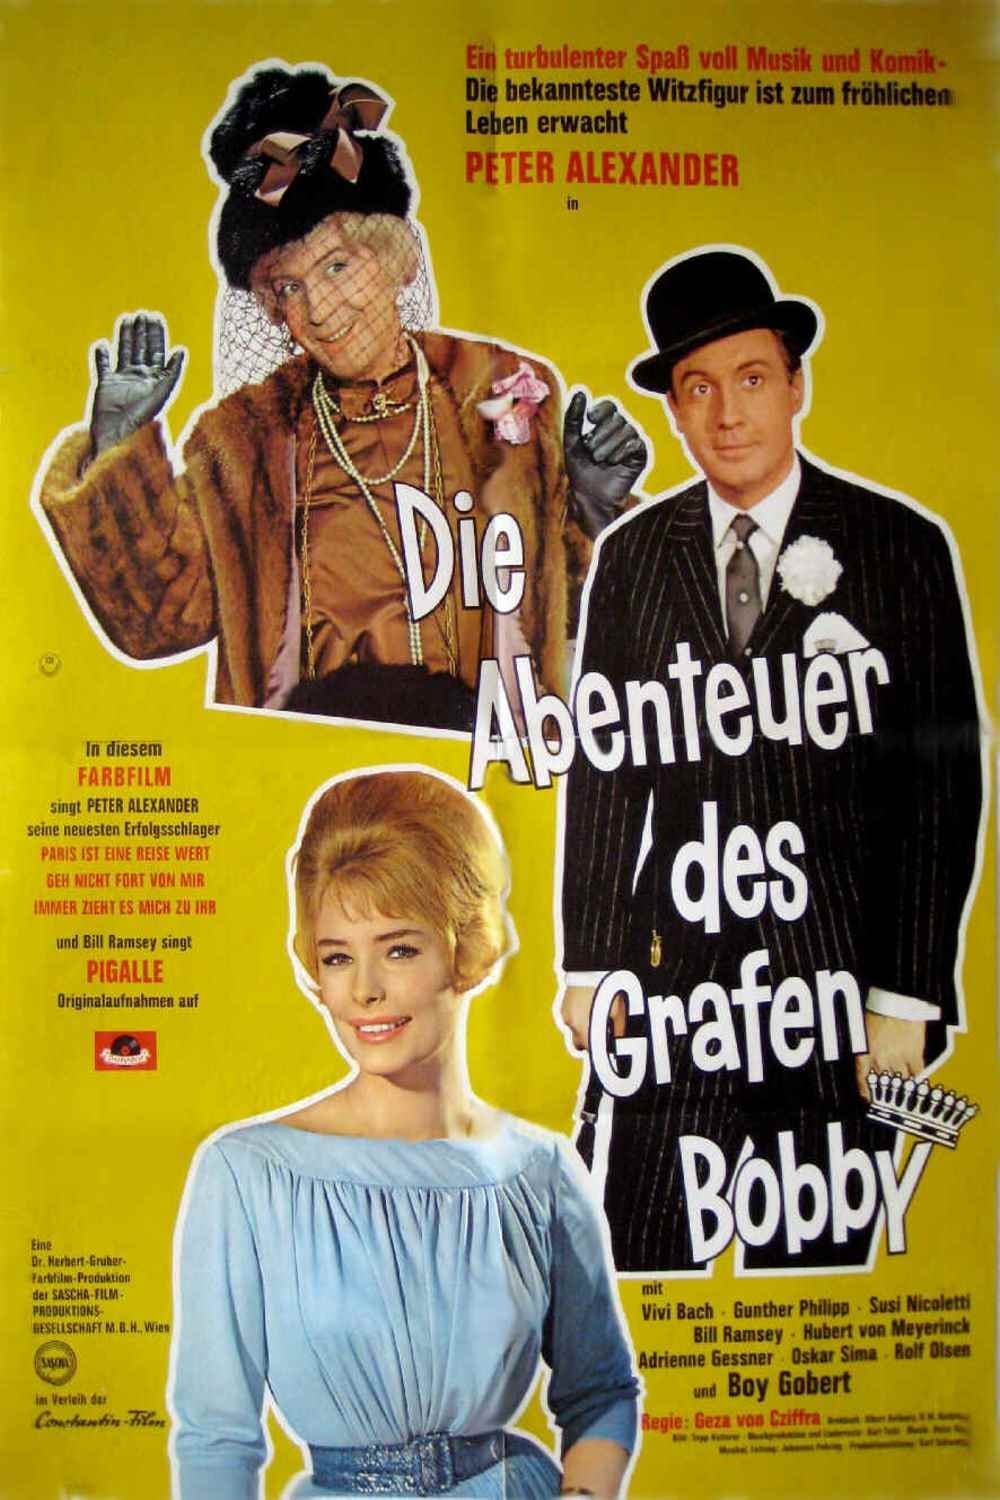 Ein turbulenter Spaß voll Musik und Komik-
Die bekannteste Witzfigur ist zum fröhlichen
Leben erwacht
PETER ALEXANDER
in
Die
Abenteuer
des
Grafen
Bobby
In diesem
FARBFILM
singt PETER ALEXANDER
seine neuesten Erfolgsschlager
PARIS IST EINE REISE WERT
GEH NICHT FORT VON MIR
IMMER ZIEHT ES MICH ZU IHR
und Bill Ramsey singt
PIGALLE
Originalaufnahmen auf
Eine
Dr. Herbert-Gruber-
Farbfilm-Produktion
der SASCHA-FILM-
PRODUKTIONS-
GESELLSCHAFT M.B.H., Wien
SASCHA
im Verleih der
Constantin-Film
mit
Vivi Bach · Gunther Philipp · Susi Nicoletti
Bill Ramsey · Hubert von Meyerinck
Adrienne Gessner · Oskar Sima · Rolf Olsen
und Boy Gobert
Regie: Geza von Cziffra